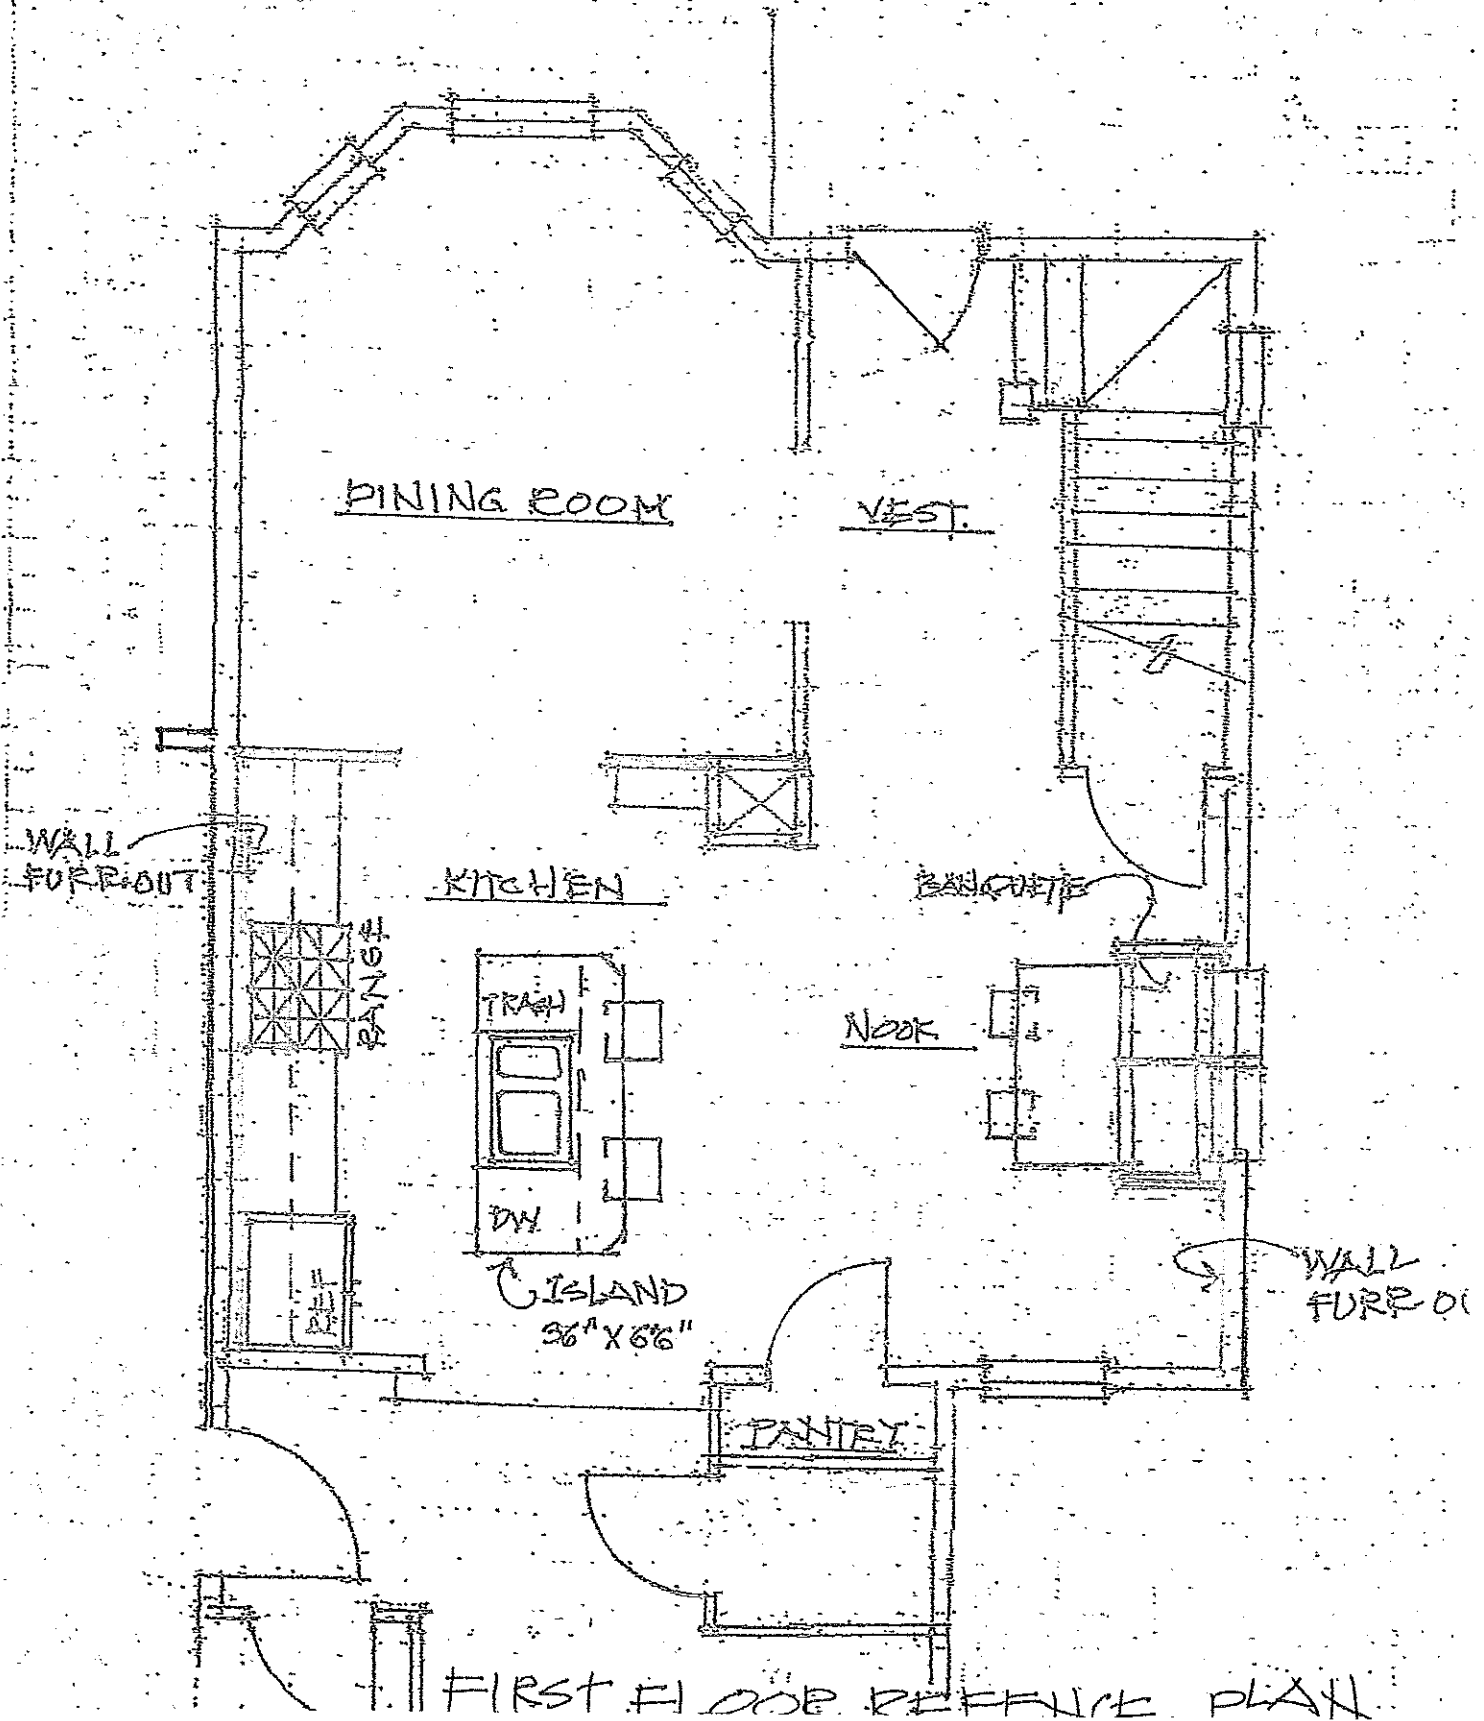 DINING ROOM
VEST.
WALL
FURR OUT
KITCHEN
BANQUETTE
RANGE
TRASH
NOOK
DW
REF
ISLAND
36" X 6'6"
WALL
FURR OU
PANTRY
FIRST FLOOR REFFENCE PLAN